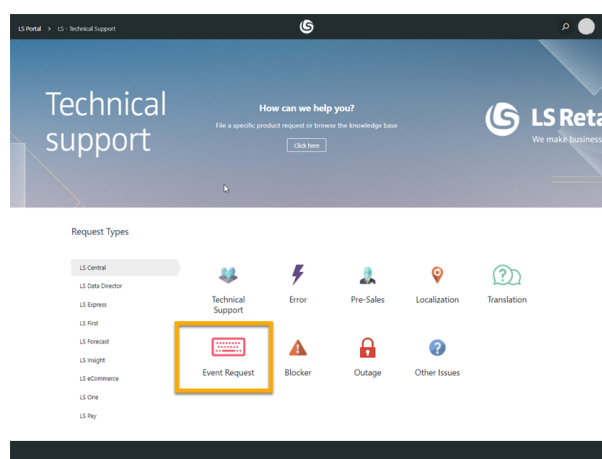 LS Portal > LS - Technical Support
Technical
support
How can we help you?
File a specific product request or browse the knowledge base
Click here
LS Reta
We make business
Request Types
LS Central
LS Data Director
LS Express
LS First
LS Forecast
LS Insight
LS eCommerce
LS One
LS Pay
Technical
Support
Error
Pre-Sales
Localization
Translation
Event Request
Blocker
Outage
Other Issues